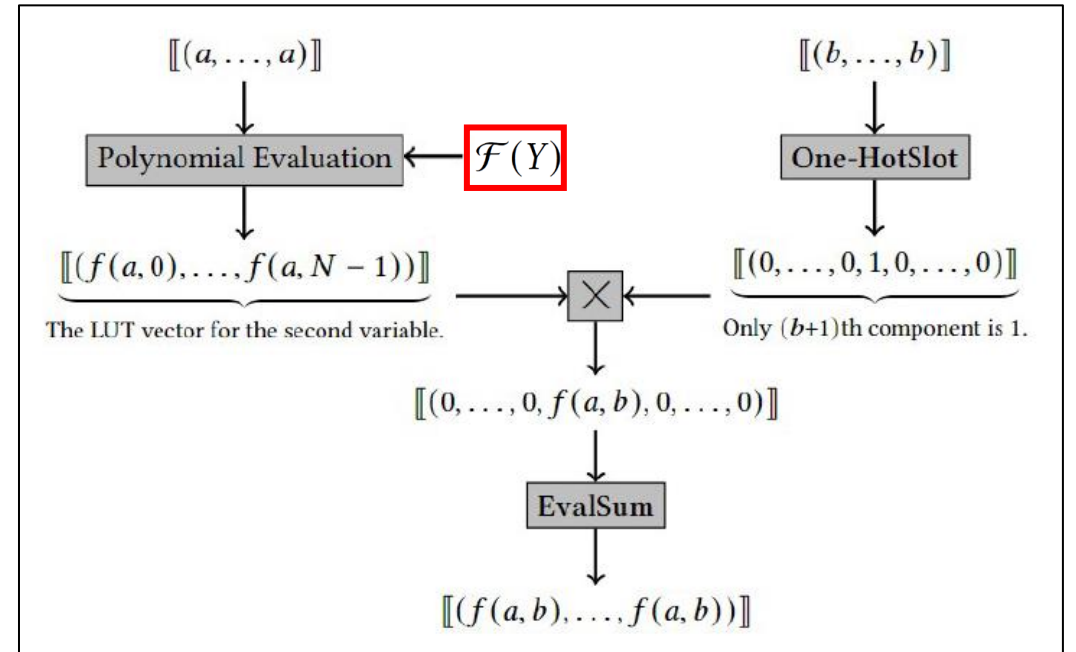 ⟦(a, . . . , a)⟧ ⟦(b, . . . , b)⟧
Polynomial Evaluation ℱ(Y) One-HotSlot
⟦(f(a, 0), . . . , f(a, N − 1))⟧ × ⟦(0, . . . , 0, 1, 0, . . . , 0)⟧
The LUT vector for the second variable. Only (b+1)th component is 1.
⟦(0, . . . , 0, f(a, b), 0, . . . , 0)⟧
EvalSum
⟦(f(a, b), . . . , f(a, b))⟧